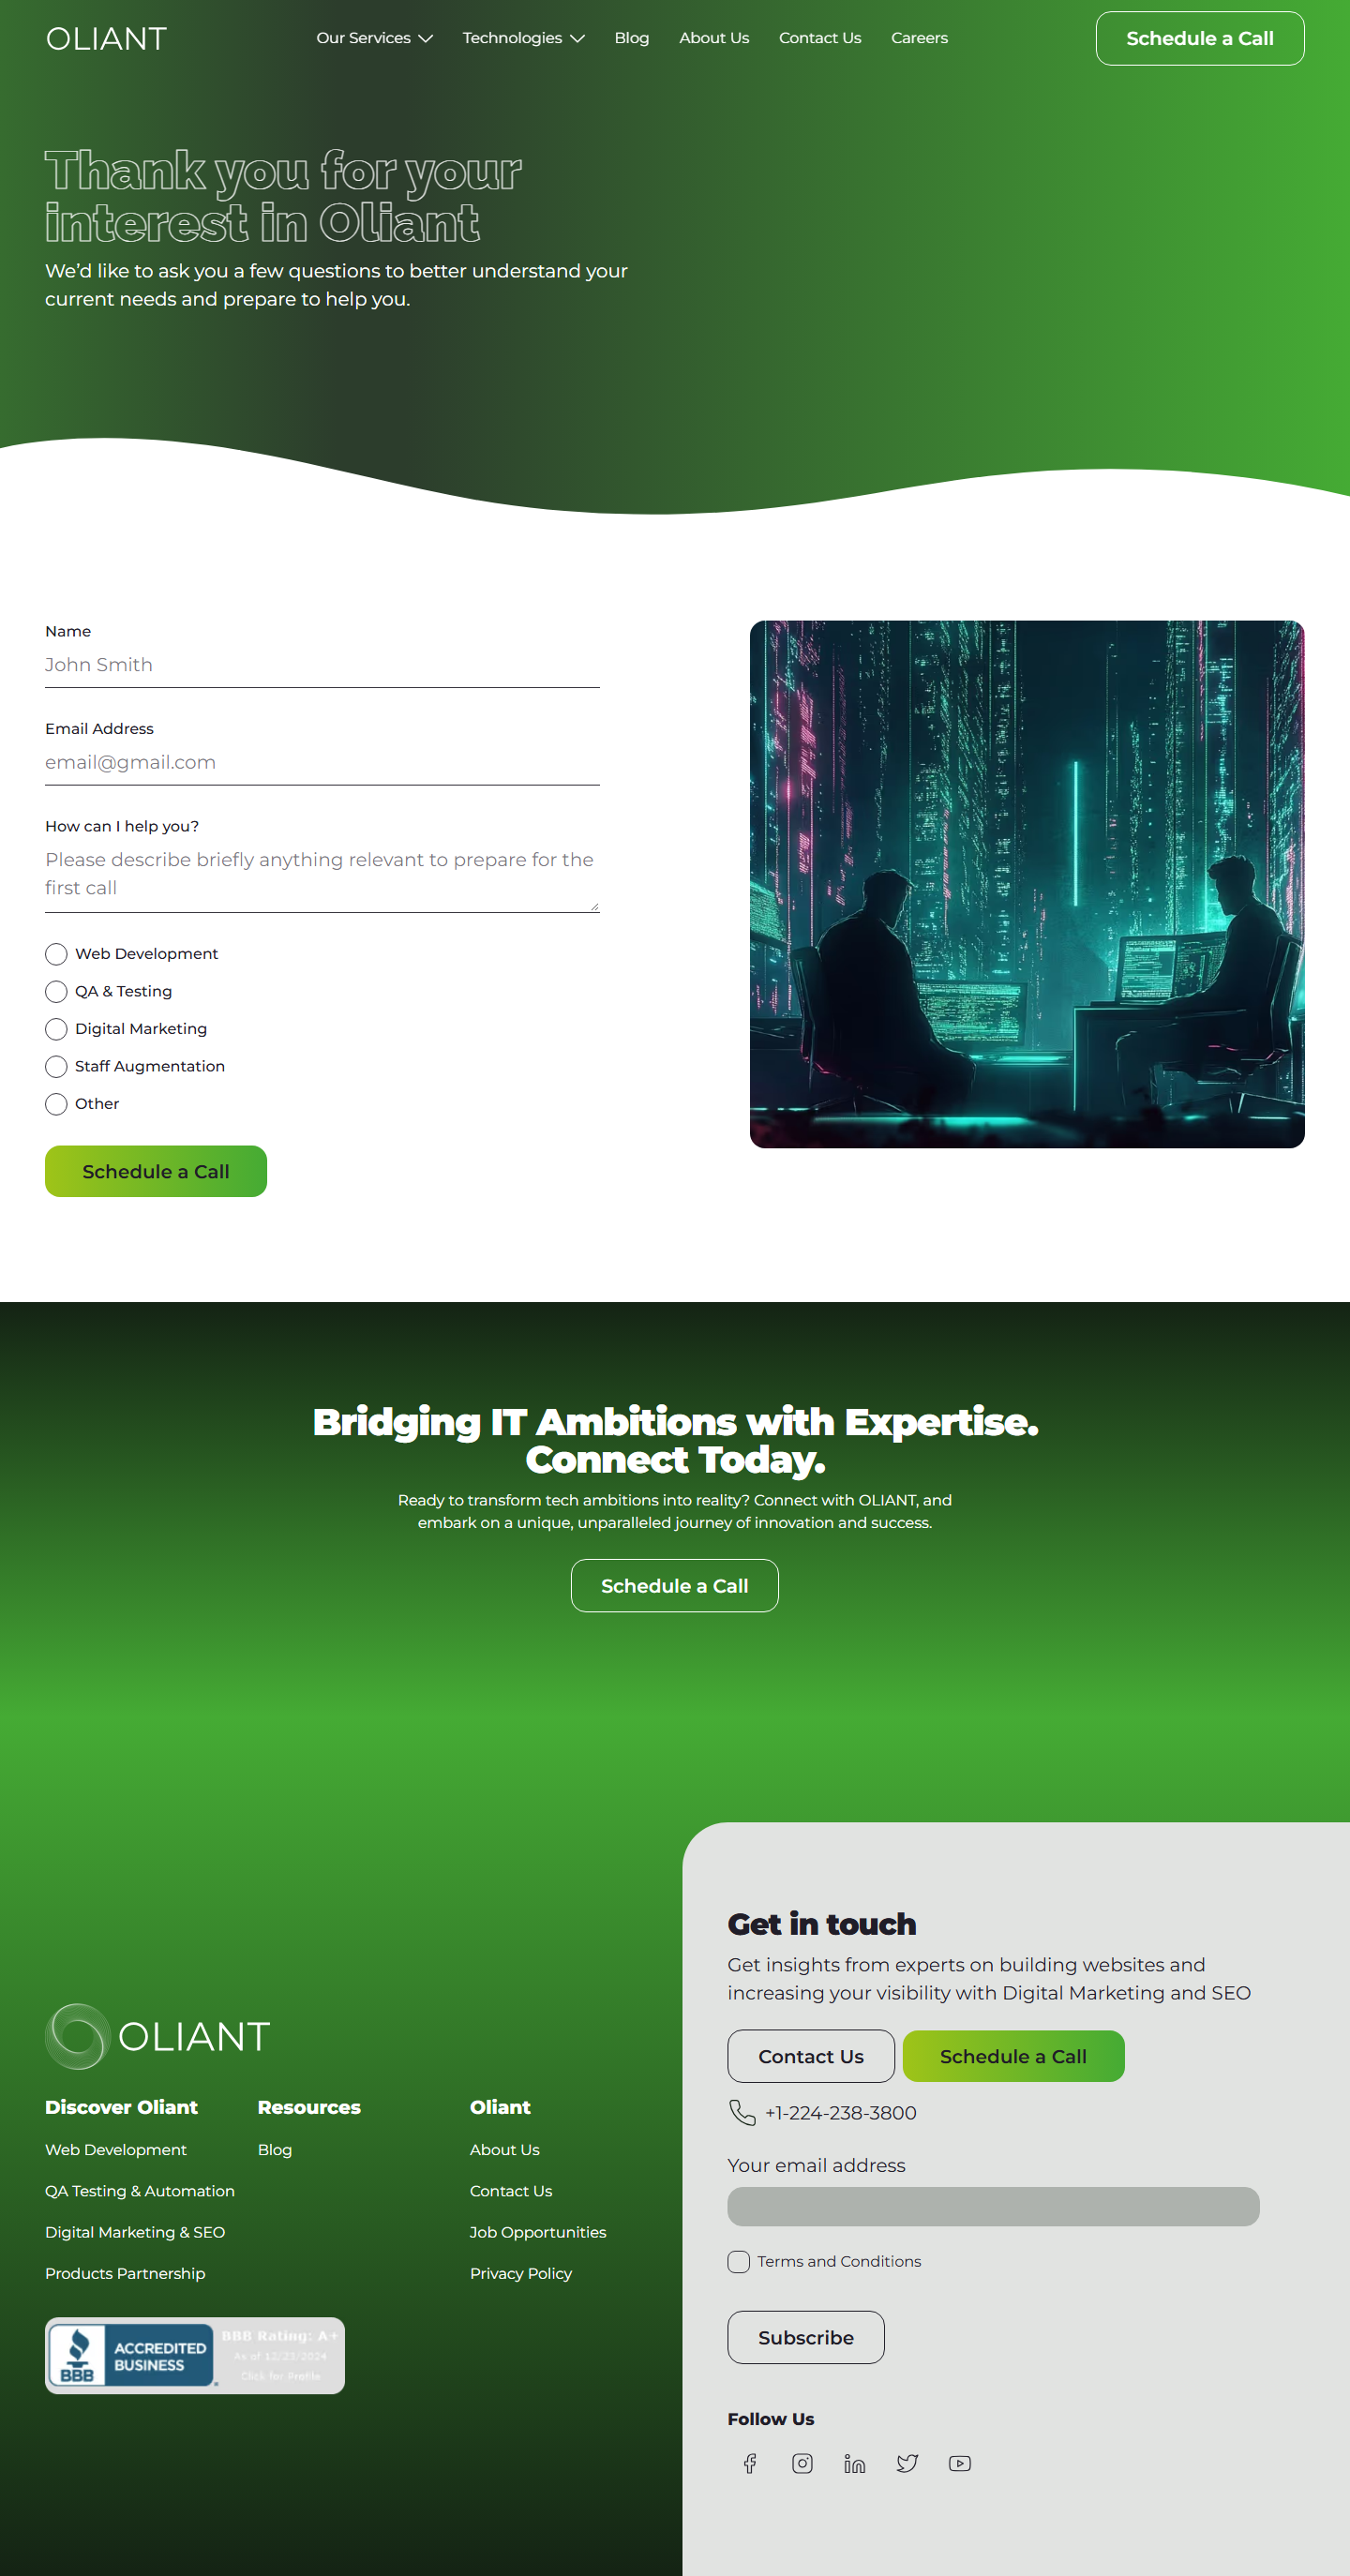 OLIANT
Our Services
Technologies
Blog
About Us
Contact Us
Careers
Schedule a Call
Thank you for your
interest in Oliant
We’d like to ask you a few questions to better understand your
current needs and prepare to help you.
Name
John Smith
Email Address
email@gmail.com
How can I help you?
Please describe briefly anything relevant to prepare for the
first call
Web Development
QA & Testing
Digital Marketing
Staff Augmentation
Other
Schedule a Call
Bridging IT Ambitions with Expertise.
Connect Today.
Ready to transform tech ambitions into reality? Connect with OLIANT, and
embark on a unique, unparalleled journey of innovation and success.
Schedule a Call
OLIANT
Discover Oliant
Web Development
QA Testing & Automation
Digital Marketing & SEO
Products Partnership
Resources
Blog
Oliant
About Us
Contact Us
Job Opportunities
Privacy Policy
BBB
ACCREDITED
BUSINESS
BBB Rating: A+
As of 12/23/2024
Click for Profile
Get in touch
Get insights from experts on building websites and
increasing your visibility with Digital Marketing and SEO
Contact Us
Schedule a Call
+1-224-238-3800
Your email address
Terms and Conditions
Subscribe
Follow Us